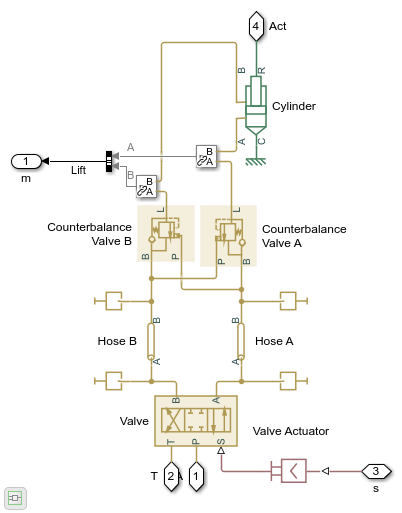 4 Act
B R
Cylinder
A C
B
A
A
B
B
A
1
Lift
m
L
L
Counterbalance
Valve B
Counterbalance
Valve A
B P
P B
B
B
Hose B
Hose A
A
A
B A
Valve
Valve Actuator
T P S
T 2
A 1
3
s